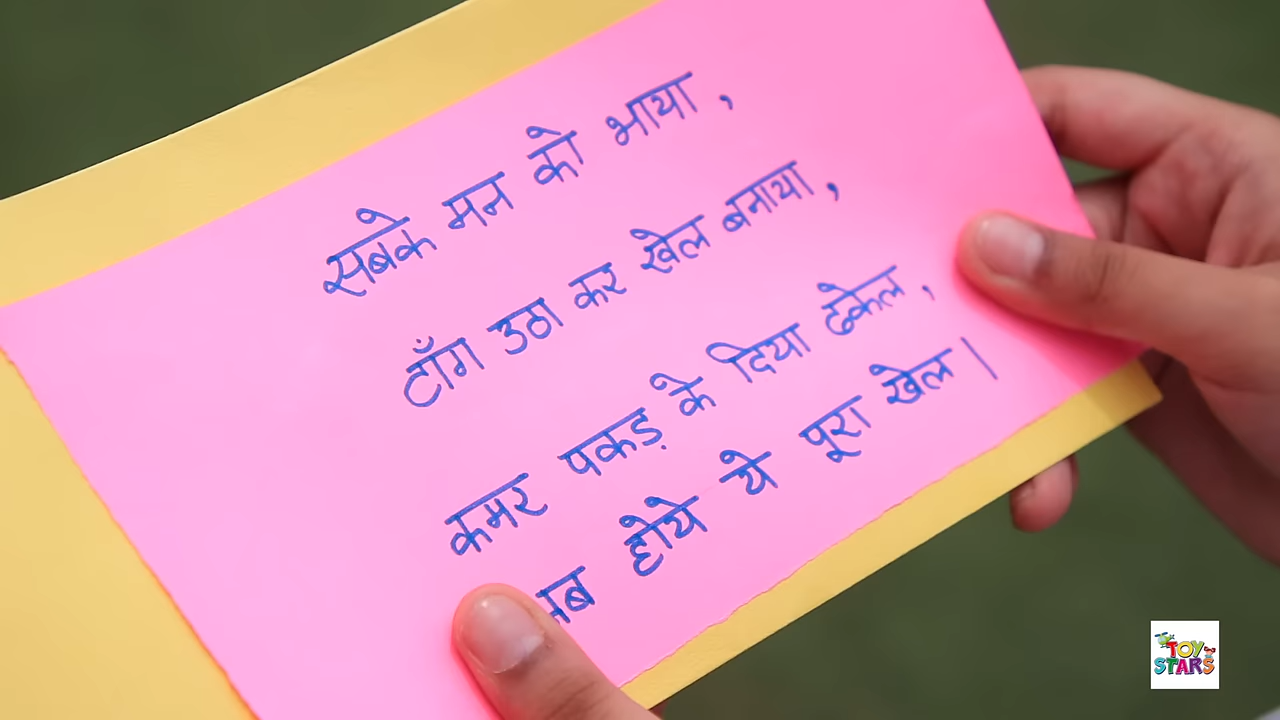 सबके मन को भाया,
टाँग उठा कर खेल बनाया,
कमर पकड़ के दिया ढकेल,
होये ये पूरा खेल।
TOY STARS